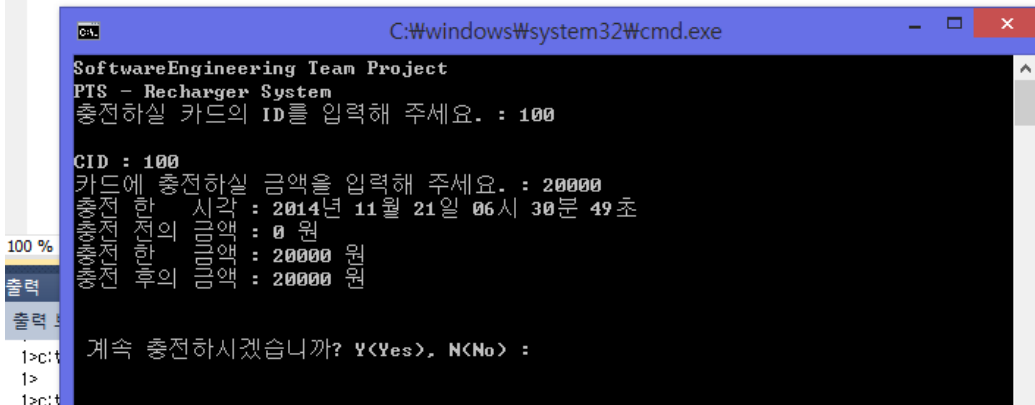 C:₩windows₩system32₩cmd.exe
SoftwareEngineering Team Project
PTS - Recharger System
충전하실 카드의 ID를 입력해 주세요. : 100
CID : 100
카드에 충전하실 금액을 입력해 주세요. : 20000
충전 한   시각 : 2014년 11월 21일 06시 30분 49초
충전 전의 금액 : 0 원
충전 한   금액 : 20000 원
충전 후의 금액 : 20000 원
계속 충전하시겠습니까? Y(Yes), N(No) :
100 %
출력
출력
1>c:
1>
1>c: